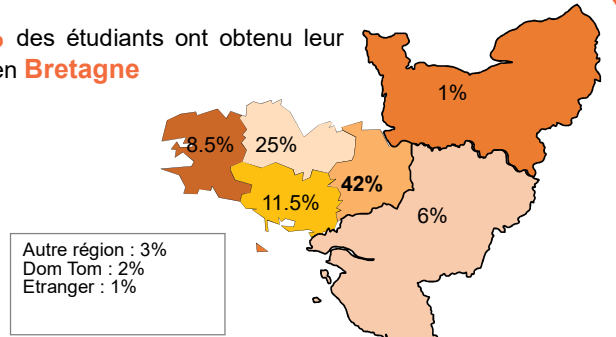 % des étudiants ont obtenu leur
en Bretagne
1%
8.5%
25%
42%
11.5%
6%
Autre région : 3%
Dom Tom : 2%
Etranger : 1%